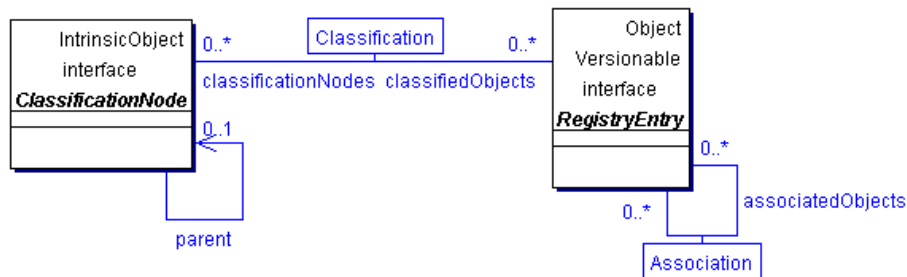 IntrinsicObject
interface
ClassificationNode
0..*
Classification
0..*
classificationNodes classifiedObjects
Object
Versionable
interface
RegistryEntry
0..1
parent
0..*
0..*
associatedObjects
Association